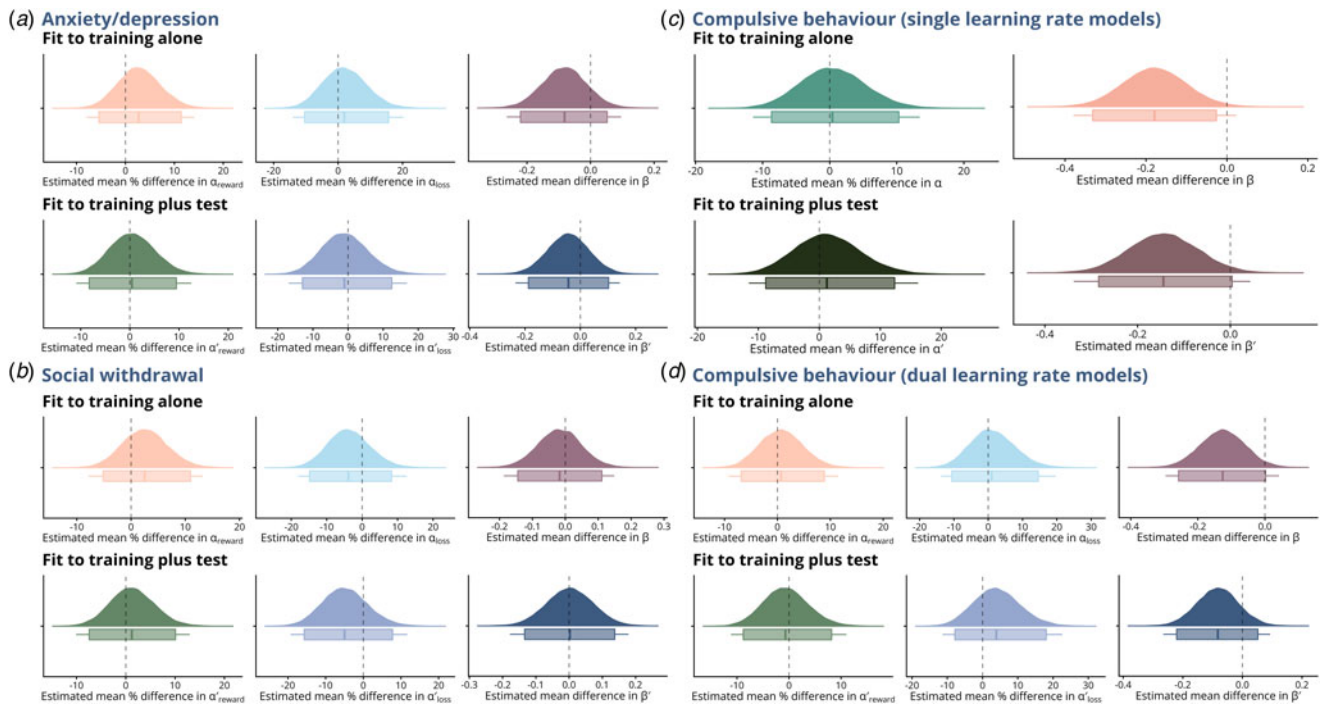 (a) Anxiety/depression
Fit to training alone
-10 0 10 20
Estimated mean % difference in αreward
-20 0 20
Estimated mean % difference in αloss
-0.2 0.0 0.2
Estimated mean difference in β
Fit to training plus test
-10 0 10 20
Estimated mean % difference in α'reward
-20 -10 0 10 20 30
Estimated mean % difference in α'loss
-0.4 -0.2 0.0 0.2
Estimated mean difference in β'
(b) Social withdrawal
Fit to training alone
-10 0 10 20
Estimated mean % difference in αreward
-20 -10 0 10 20
Estimated mean % difference in αloss
-0.2 -0.1 0.0 0.1 0.2 0.3
Estimated mean difference in β
Fit to training plus test
-10 0 10 20
Estimated mean % difference in α'reward
-20 -10 0 10 20
Estimated mean % difference in α'loss
-0.2 -0.1 0.0 0.1 0.2
Estimated mean difference in β'
(c) Compulsive behaviour (single learning rate models)
Fit to training alone
-20 -10 0 10 20
Estimated mean % difference in α
-0.4 -0.2 0.0
Estimated mean difference in β
Fit to training plus test
-20 -10 0 10 20
Estimated mean % difference in α'
-0.4 -0.2 0.0
Estimated mean difference in β'
(d) Compulsive behaviour (dual learning rate models)
Fit to training alone
-10 0 10 20
Estimated mean % difference in αreward
-20 -10 0 10 20 30
Estimated mean % difference in αloss
-0.4 -0.2 0.0
Estimated mean difference in β
Fit to training plus test
-10 0 10
Estimated mean % difference in α'reward
-20 -10 0 10 20 30
Estimated mean % difference in α'loss
-0.4 -0.2 0.0 0.2
Estimated mean difference in β'